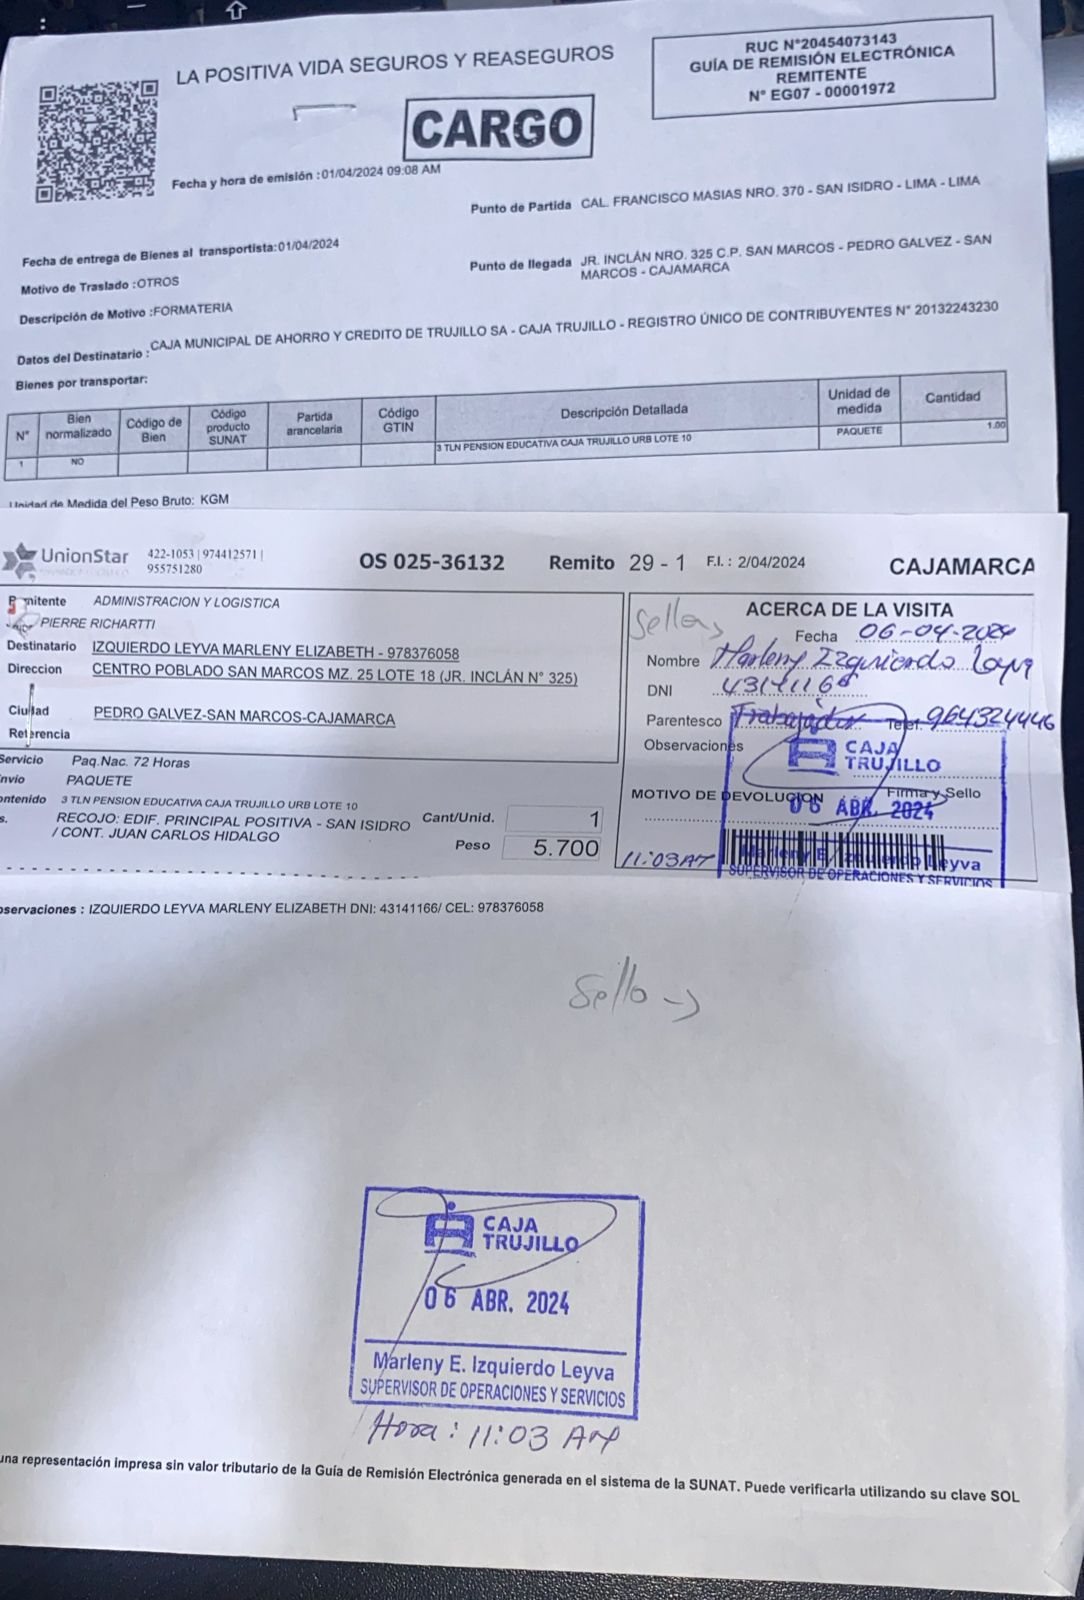 LA POSITIVA VIDA SEGUROS Y REASEGUROS
RUC N°20454073143
GUÍA DE REMISIÓN ELECTRÓNICA
REMITENTE
N° EG07 - 00001972
CARGO
Fecha y hora de emisión :01/04/2024 09:08 AM
Punto de Partida CAL. FRANCISCO MASIAS NRO. 370 - SAN ISIDRO - LIMA - LIMA
Fecha de entrega de Bienes al transportista:01/04/2024
Punto de llegada JR. INCLÁN NRO. 325 C.P. SAN MARCOS - PEDRO GALVEZ - SAN
MARCOS - CAJAMARCA
Motivo de Traslado :OTROS
Descripción de Motivo :FORMATERIA
Datos del Destinatario : CAJA MUNICIPAL DE AHORRO Y CREDITO DE TRUJILLO SA - CAJA TRUJILLO - REGISTRO ÚNICO DE CONTRIBUYENTES N° 20132243230
Bienes por transportar:
N° Bien normalizado Código de Bien Código producto SUNAT Partida arancelaria Código GTIN Descripción Detallada Unidad de medida Cantidad
1 NO 3 TLN PENSION EDUCATIVA CAJA TRUJILLO URB LOTE 10 PAQUETE 1.00
Unidad de Medida del Peso Bruto: KGM
UnionStar 422-1053 | 974412571 |
955751280
OS 025-36132 Remito 29 - 1 F.I. : 2/04/2024 CAJAMARCA
ADMINISTRACION Y LOGISTICA
PIERRE RICHARTTI
Destinatario IZQUIERDO LEYVA MARLENY ELIZABETH - 978376058
Direccion CENTRO POBLADO SAN MARCOS MZ. 25 LOTE 18 (JR. INCLÁN N° 325)
Ciudad PEDRO GALVEZ-SAN MARCOS-CAJAMARCA
Referencia
Servicio Paq.Nac. 72 Horas
PAQUETE
3 TLN PENSION EDUCATIVA CAJA TRUJILLO URB LOTE 10
RECOJO: EDIF. PRINCIPAL POSITIVA - SAN ISIDRO
/ CONT. JUAN CARLOS HIDALGO
Cant/Unid. 1
Peso 5.700
ACERCA DE LA VISITA
Fecha 06-04-2024
Nombre Marleny Izquierdo Leyva
DNI 43141166
Parentesco Trabajador Telef. 964324446
Observaciones
CAJA
TRUJILLO
MOTIVO DE DEVOLUCION Firma y Sello
06 ABR. 2024
11:03 AM
Marleny E. Izquierdo Leyva
SUPERVISOR DE OPERACIONES Y SERVICIOS
servaciones : IZQUIERDO LEYVA MARLENY ELIZABETH DNI: 43141166/ CEL: 978376058
Sello
CAJA
TRUJILLO
06 ABR. 2024
Marleny E. Izquierdo Leyva
SUPERVISOR DE OPERACIONES Y SERVICIOS
Hora : 11:03 AM
una representación impresa sin valor tributario de la Guía de Remisión Electrónica generada en el sistema de la SUNAT. Puede verificarla utilizando su clave SOL